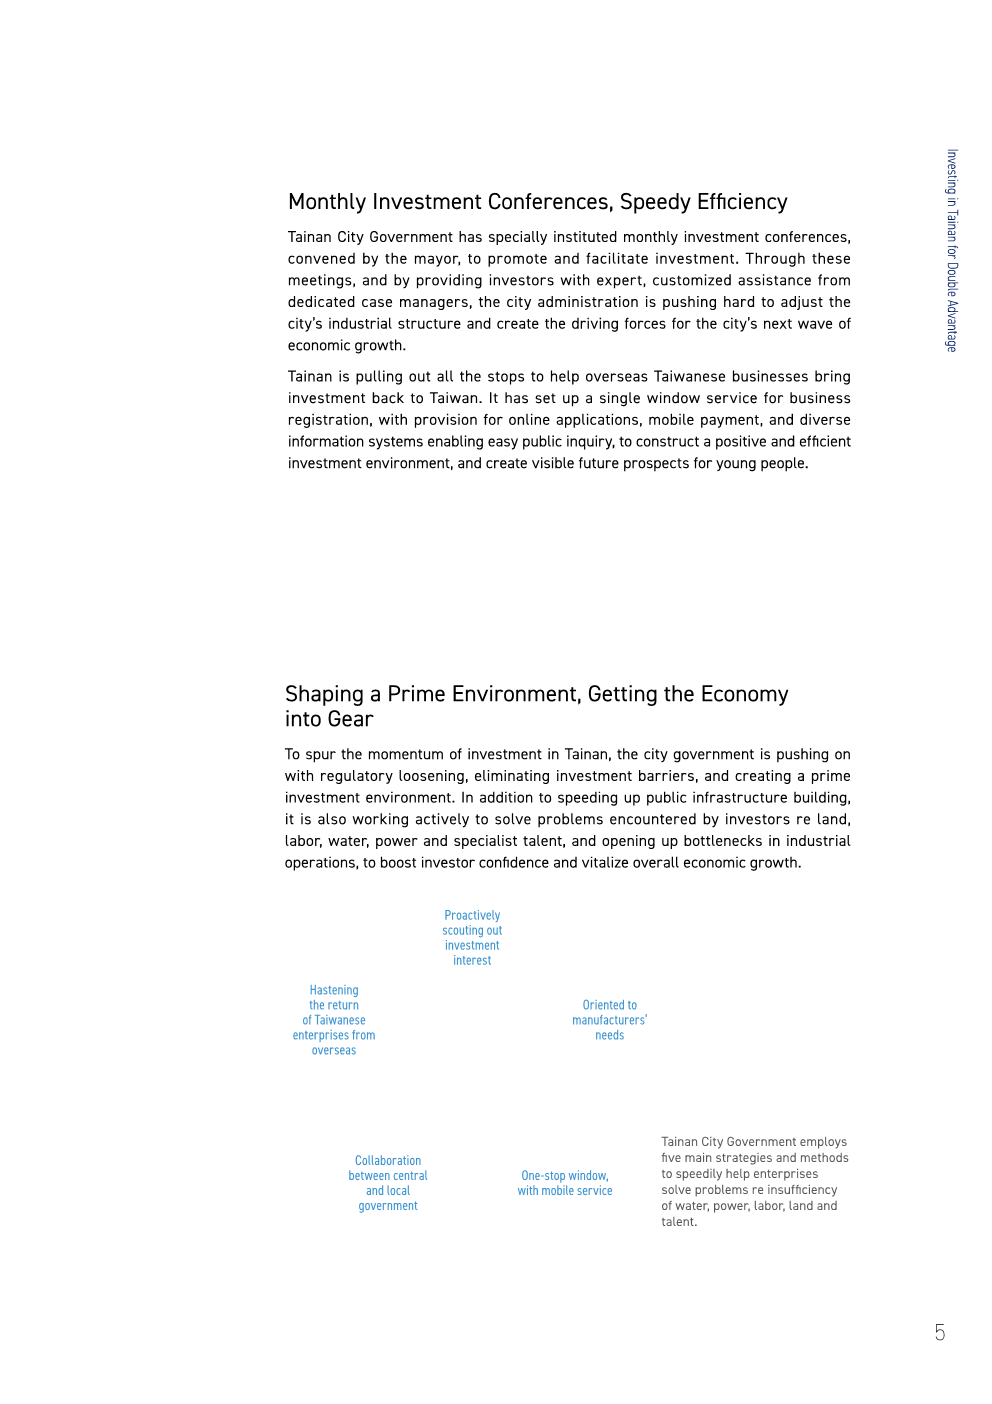 Investing in Tainan for Double Advantage
Monthly Investment Conferences, Speedy Efficiency
Tainan City Government has specially instituted monthly investment conferences,
convened by the mayor, to promote and facilitate investment. Through these
meetings, and by providing investors with expert, customized assistance from
dedicated case managers, the city administration is pushing hard to adjust the
city's industrial structure and create the driving forces for the city's next wave of
economic growth.
Tainan is pulling out all the stops to help overseas Taiwanese businesses bring
investment back to Taiwan. It has set up a single window service for business
registration, with provision for online applications, mobile payment, and diverse
information systems enabling easy public inquiry, to construct a positive and efficient
investment environment, and create visible future prospects for young people.
Shaping a Prime Environment, Getting the Economy
into Gear
To spur the momentum of investment in Tainan, the city government is pushing on
with regulatory loosening, eliminating investment barriers, and creating a prime
investment environment. In addition to speeding up public infrastructure building,
it is also working actively to solve problems encountered by investors re land,
labor, water, power and specialist talent, and opening up bottlenecks in industrial
operations, to boost investor confidence and vitalize overall economic growth.
Proactively
scouting out
investment
interest
Hastening
the return
of Taiwanese
enterprises from
overseas
Oriented to
manufacturers'
needs
Collaboration
between central
and local
government
One-stop window,
with mobile service
Tainan City Government employs
five main strategies and methods
to speedily help enterprises
solve problems re insufficiency
of water, power, labor, land and
talent.
5